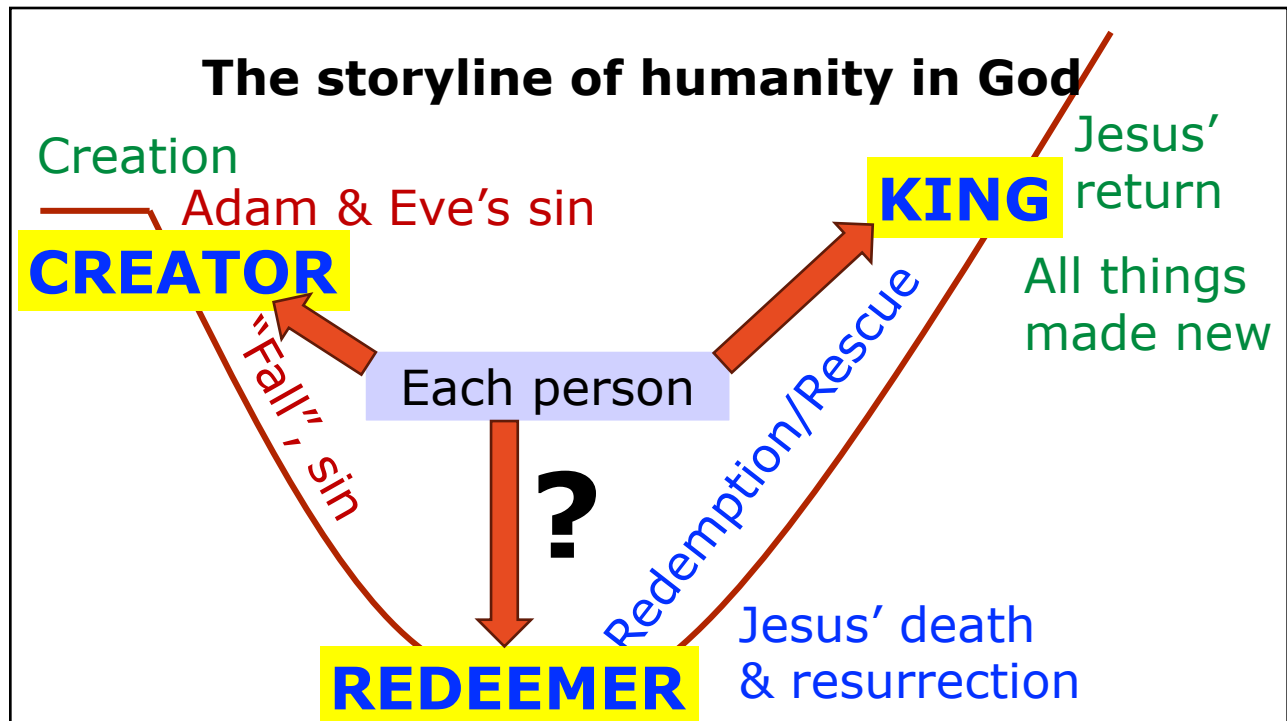 The storyline of humanity in God
Creation
Adam & Eve’s sin
CREATOR
“Fall”, sin
Each person
?
REDEEMER
Jesus’ death
& resurrection
Redemption/Rescue
KING
Jesus’
return
All things
made new